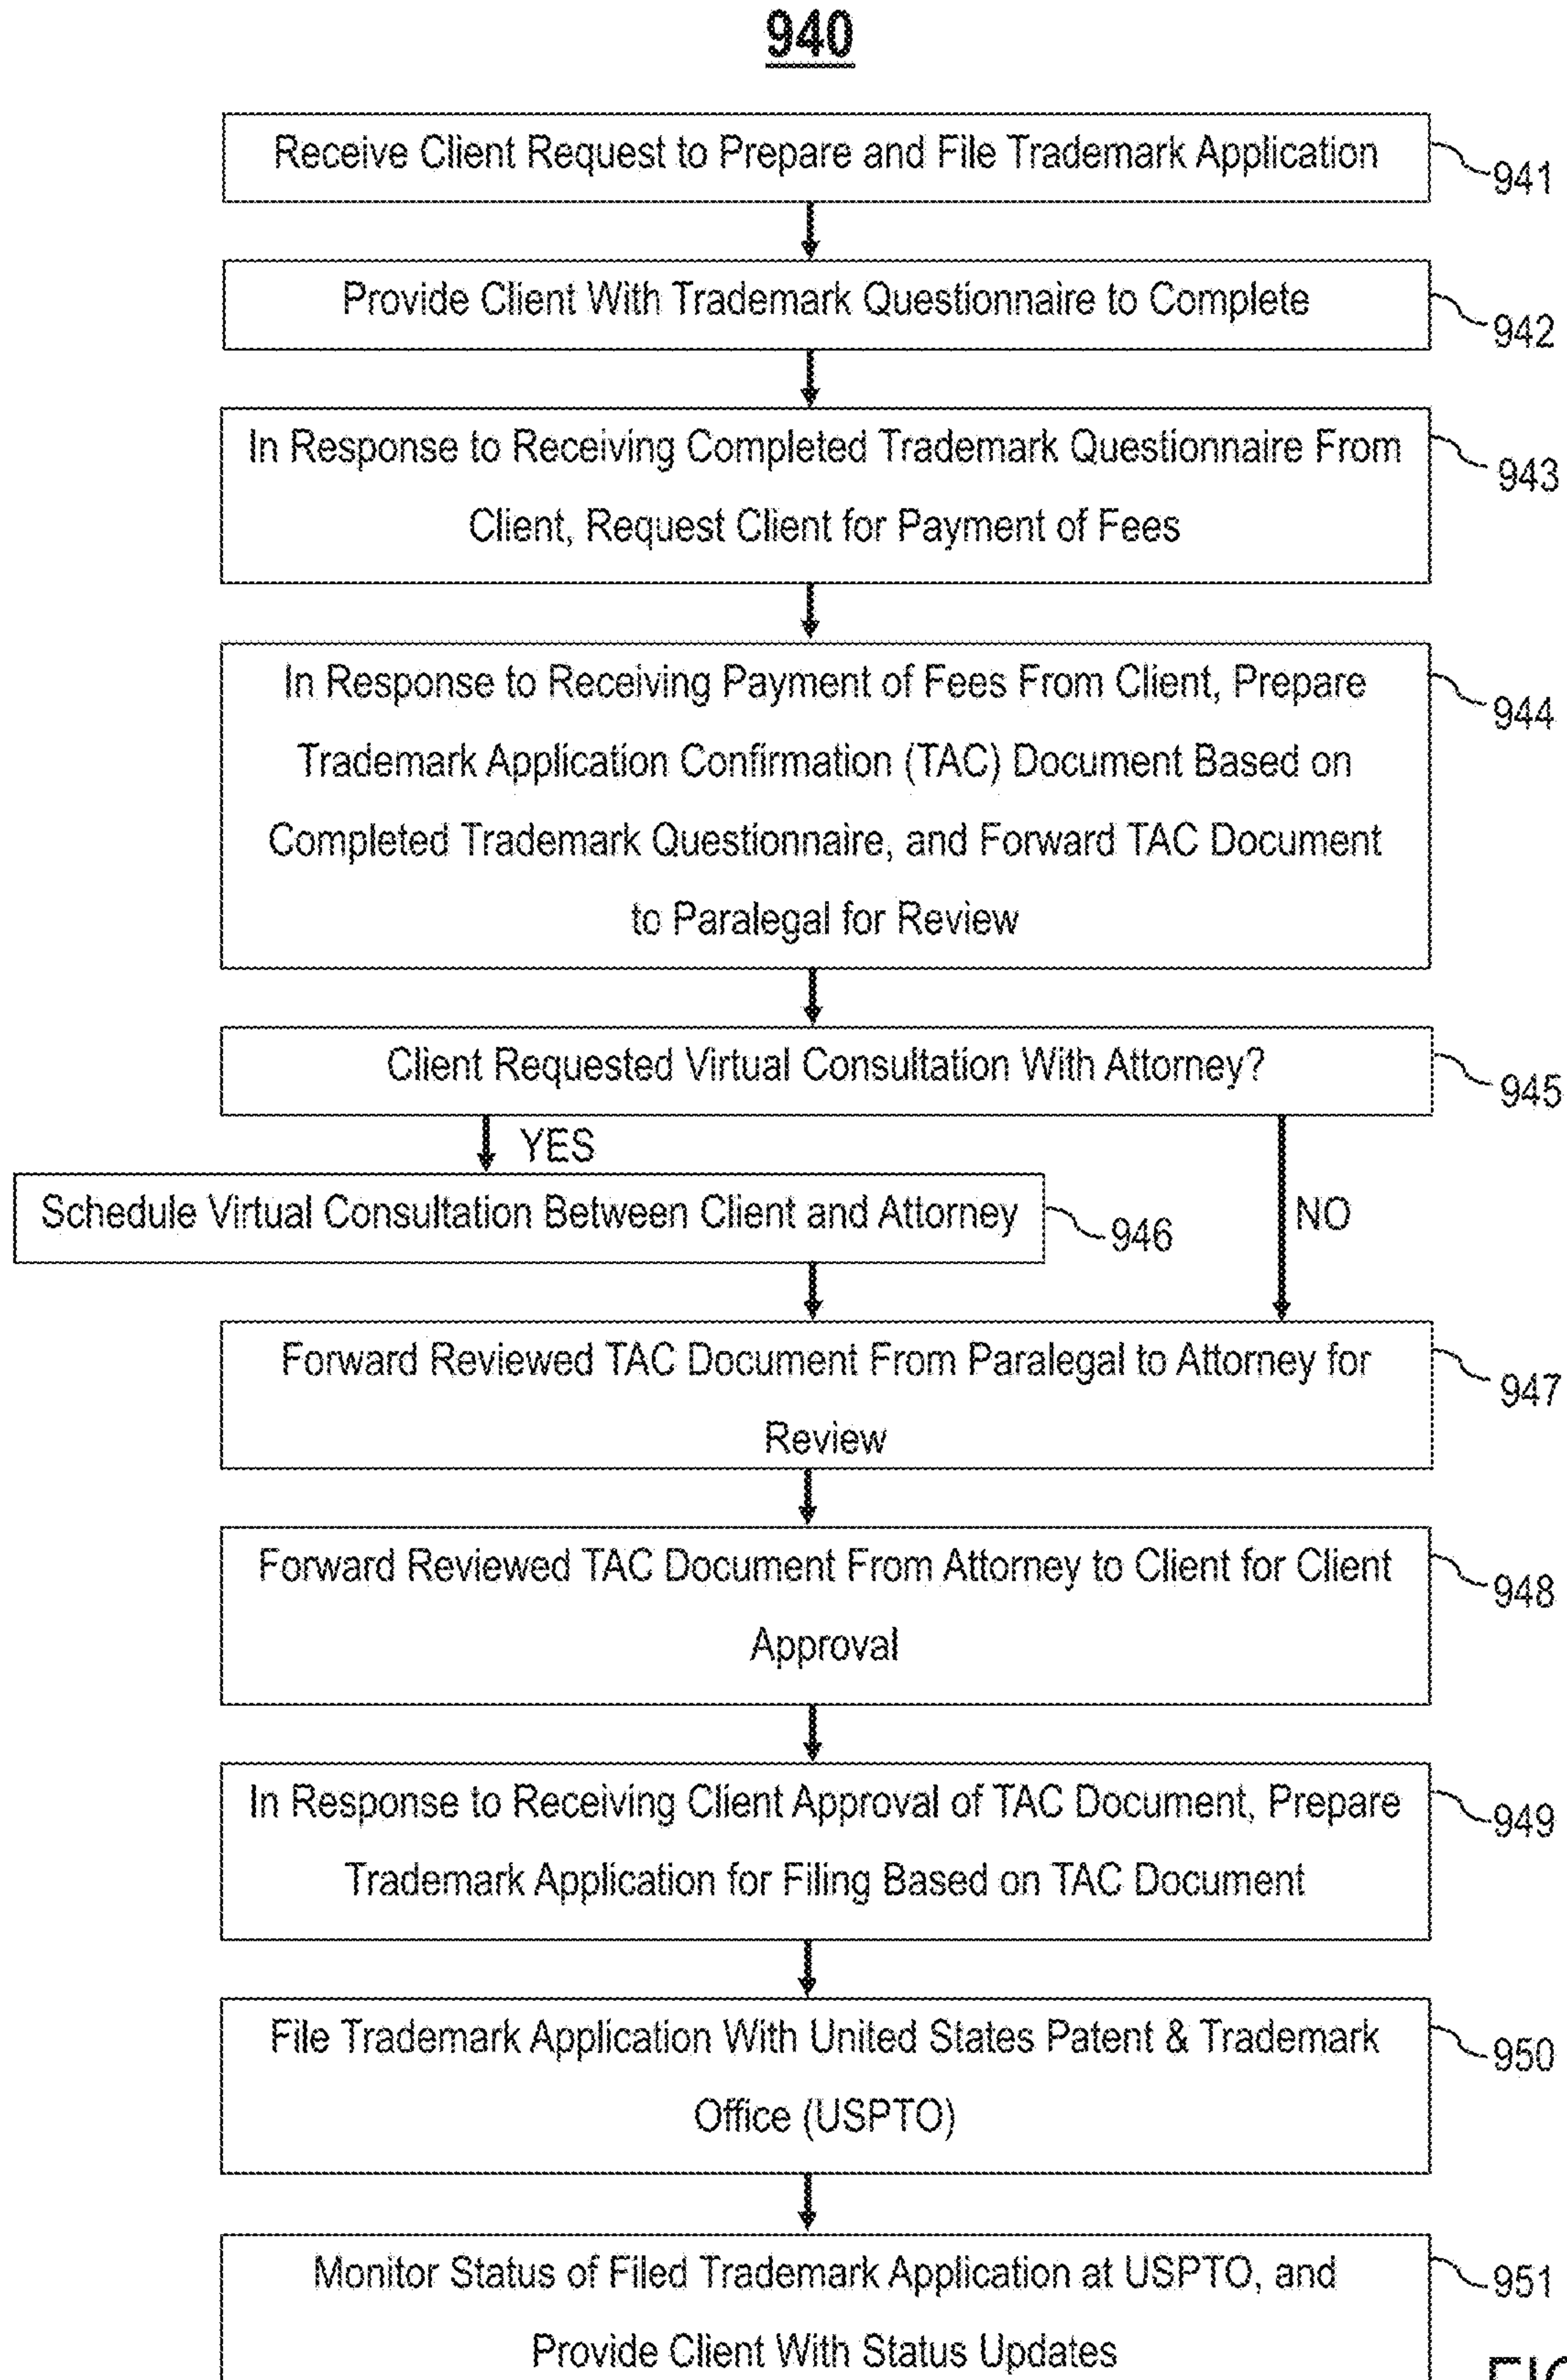 940
Receive Client Request to Prepare and File Trademark Application
941
Provide Client With Trademark Questionnaire to Complete
942
In Response to Receiving Completed Trademark Questionnaire From
Client, Request Client for Payment of Fees
943
In Response to Receiving Payment of Fees From Client, Prepare
Trademark Application Confirmation (TAC) Document Based on
Completed Trademark Questionnaire, and Forward TAC Document
to Paralegal for Review
944
Client Requested Virtual Consultation With Attorney?
945
YES
Schedule Virtual Consultation Between Client and Attorney
946
NO
Forward Reviewed TAC Document From Paralegal to Attorney for
Review
947
Forward Reviewed TAC Document From Attorney to Client for Client
Approval
948
In Response to Receiving Client Approval of TAC Document, Prepare
Trademark Application for Filing Based on TAC Document
949
File Trademark Application With United States Patent & Trademark
Office (USPTO)
950
Monitor Status of Filed Trademark Application at USPTO, and
Provide Client With Status Updates
951